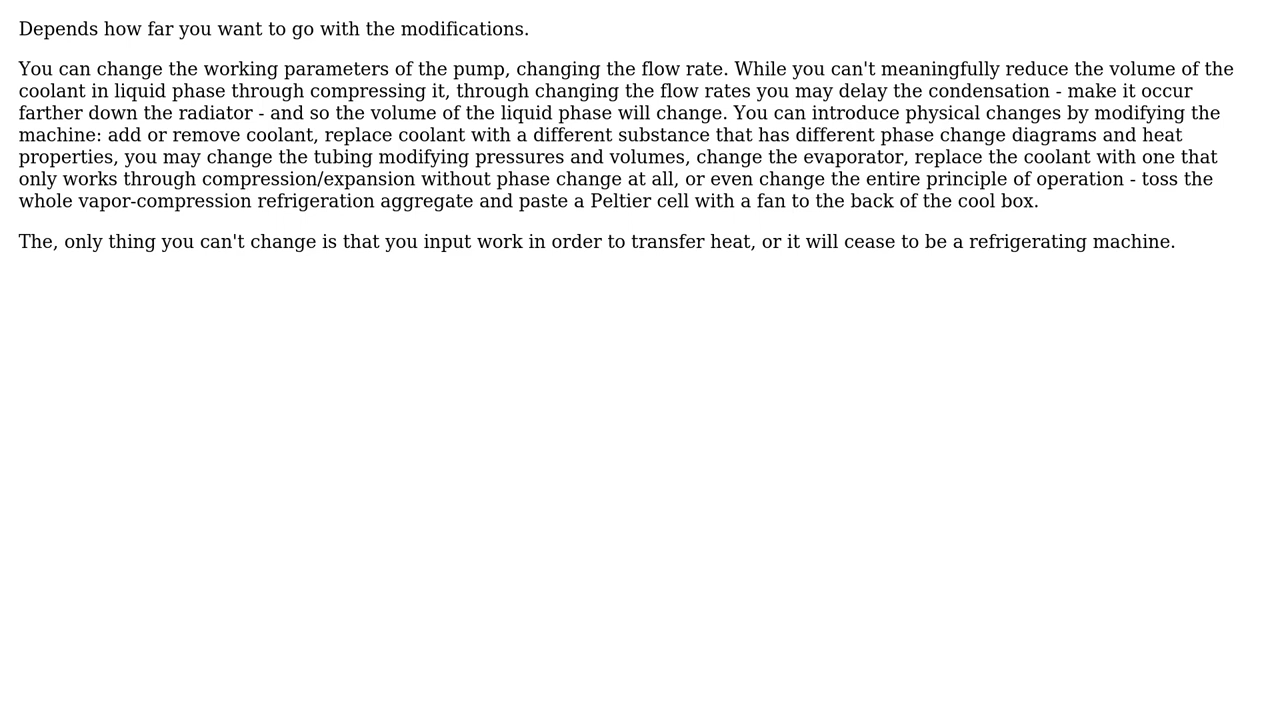 Depends how far you want to go with the modifications.
You can change the working parameters of the pump, changing the flow rate. While you can't meaningfully reduce the volume of the
coolant in liquid phase through compressing it, through changing the flow rates you may delay the condensation - make it occur
farther down the radiator - and so the volume of the liquid phase will change. You can introduce physical changes by modifying the
machine: add or remove coolant, replace coolant with a different substance that has different phase change diagrams and heat
properties, you may change the tubing modifying pressures and volumes, change the evaporator, replace the coolant with one that
only works through compression/expansion without phase change at all, or even change the entire principle of operation - toss the
whole vapor-compression refrigeration aggregate and paste a Peltier cell with a fan to the back of the cool box.
The, only thing you can't change is that you input work in order to transfer heat, or it will cease to be a refrigerating machine.